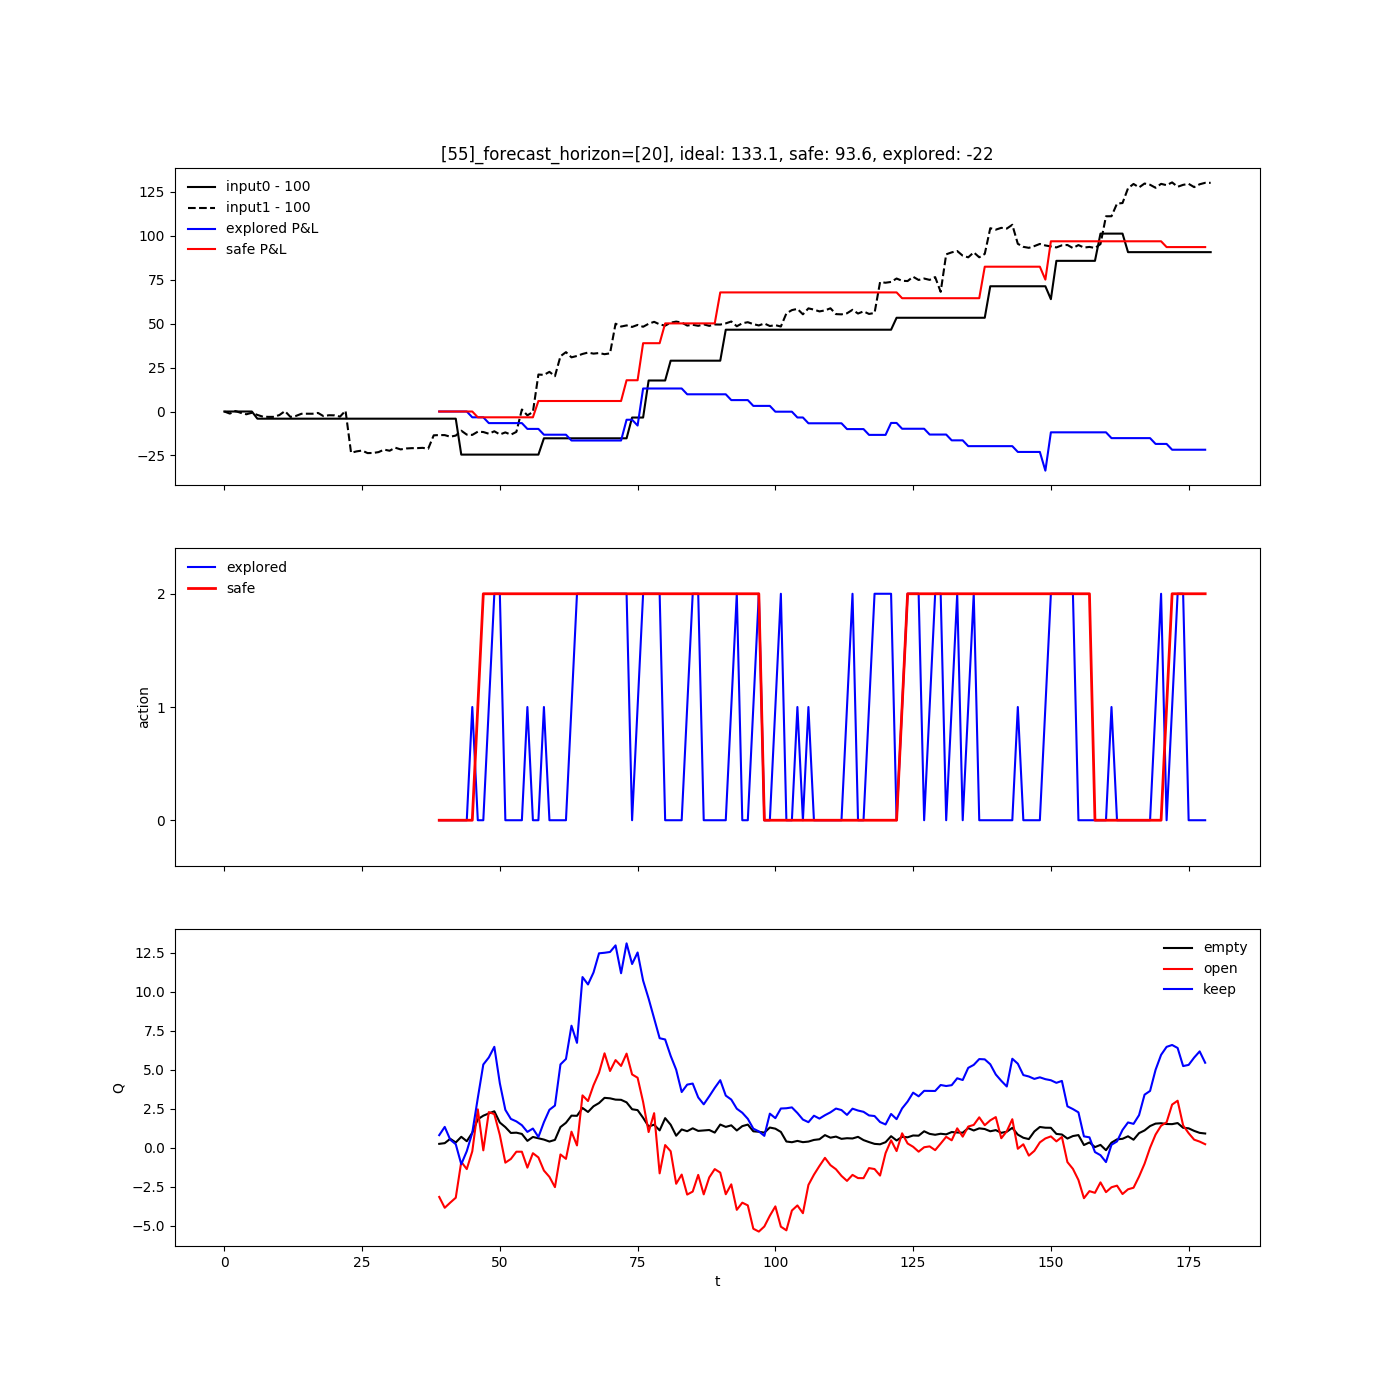 [55]_forecast_horizon=[20], ideal: 133.1, safe: 93.6, explored: -22
125
100
75
50
25
0
−25
input0 - 100
input1 - 100
explored P&L
safe P&L
2
1
0
action
explored
safe
12.5
10.0
7.5
5.0
2.5
0.0
−2.5
−5.0
Q
empty
open
keep
0 25 50 75 100 125 150 175
t